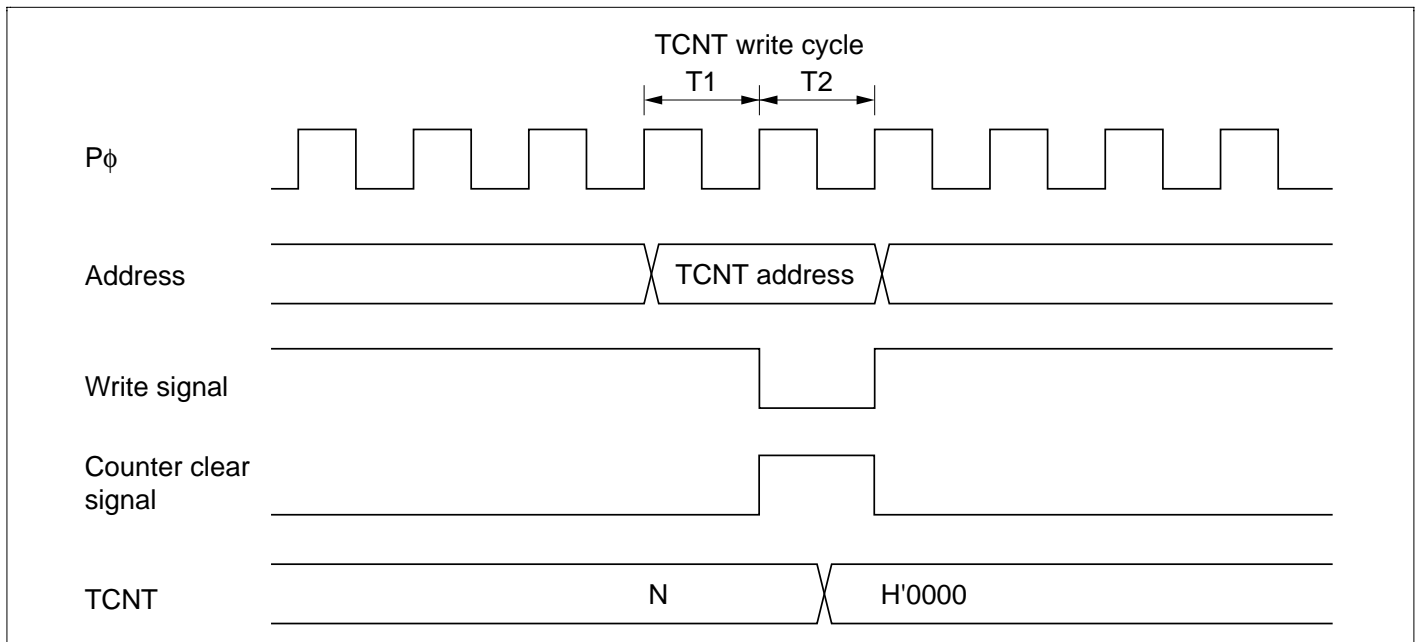 TCNT write cycle
T1 T2
Pϕ
Address
TCNT address
Write signal
Counter clear
signal
TCNT
N
H'0000